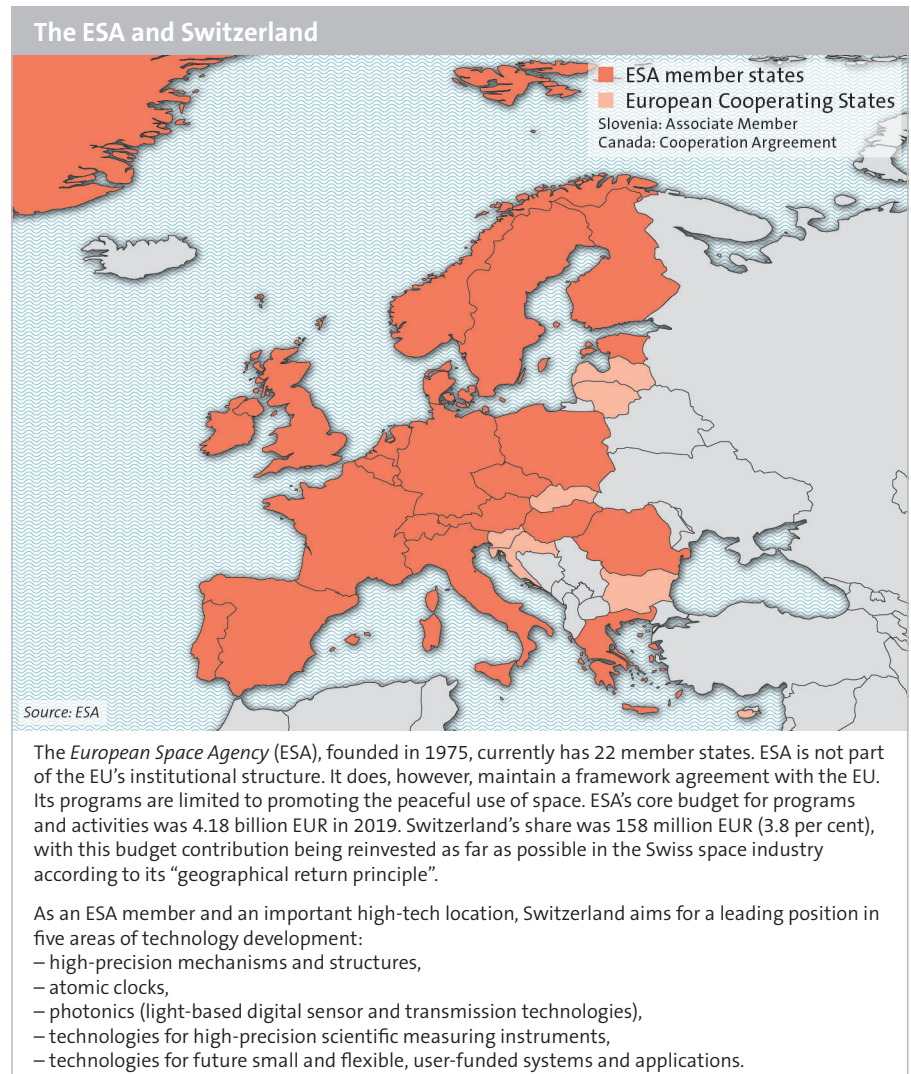 The ESA and Switzerland
ESA member states
European Cooperating States
Slovenia: Associate Member
Canada: Cooperation Argreement
Source: ESA
The European Space Agency (ESA), founded in 1975, currently has 22 member states. ESA is not part
of the EU’s institutional structure. It does, however, maintain a framework agreement with the EU.
Its programs are limited to promoting the peaceful use of space. ESA’s core budget for programs
and activities was 4.18 billion EUR in 2019. Switzerland’s share was 158 million EUR (3.8 per cent),
with this budget contribution being reinvested as far as possible in the Swiss space industry
according to its “geographical return principle”.
As an ESA member and an important high-tech location, Switzerland aims for a leading position in
five areas of technology development:
– high-precision mechanisms and structures,
– atomic clocks,
– photonics (light-based digital sensor and transmission technologies),
– technologies for high-precision scientific measuring instruments,
– technologies for future small and flexible, user-funded systems and applications.